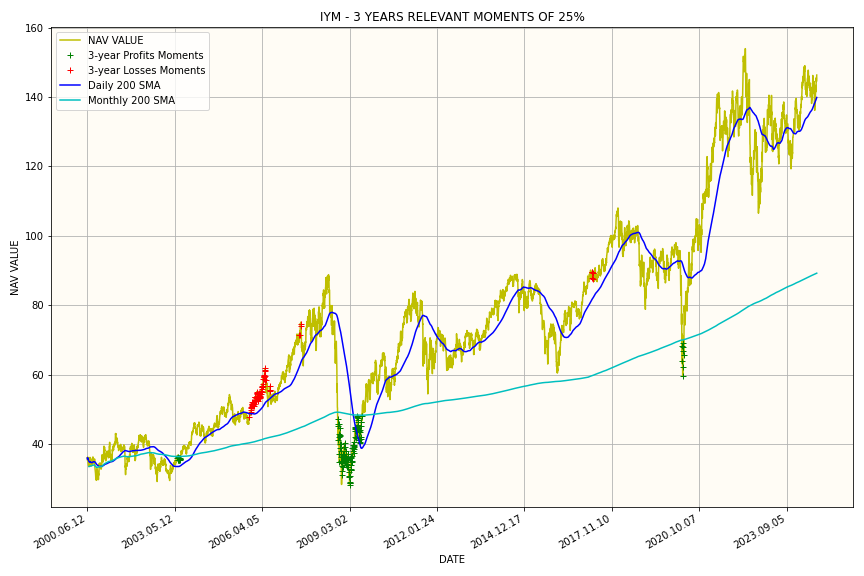 IYM - 3 YEARS RELEVANT MOMENTS OF 25%
NAV VALUE
3-year Profits Moments
3-year Losses Moments
Daily 200 SMA
Monthly 200 SMA
160
140
120
100
80
60
40
NAV VALUE
2000.06.12
2003.05.12
2006.04.05
2009.03.02
2012.01.24
2014.12.17
2017.11.10
2020.10.07
2023.09.05
DATE